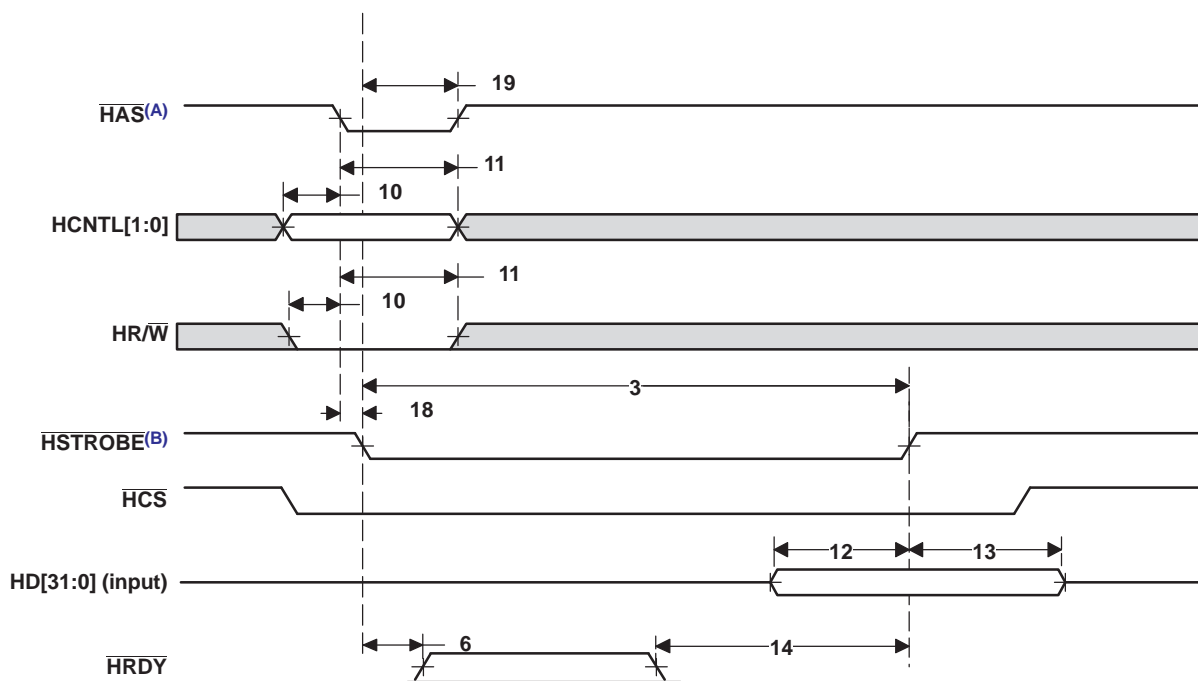 19
HAS(A)
11
10
HCNTL[1:0]
11
10
HR/W
3
18
HSTROBE(B)
HCS
12
13
HD[31:0] (input)
6
14
HRDY